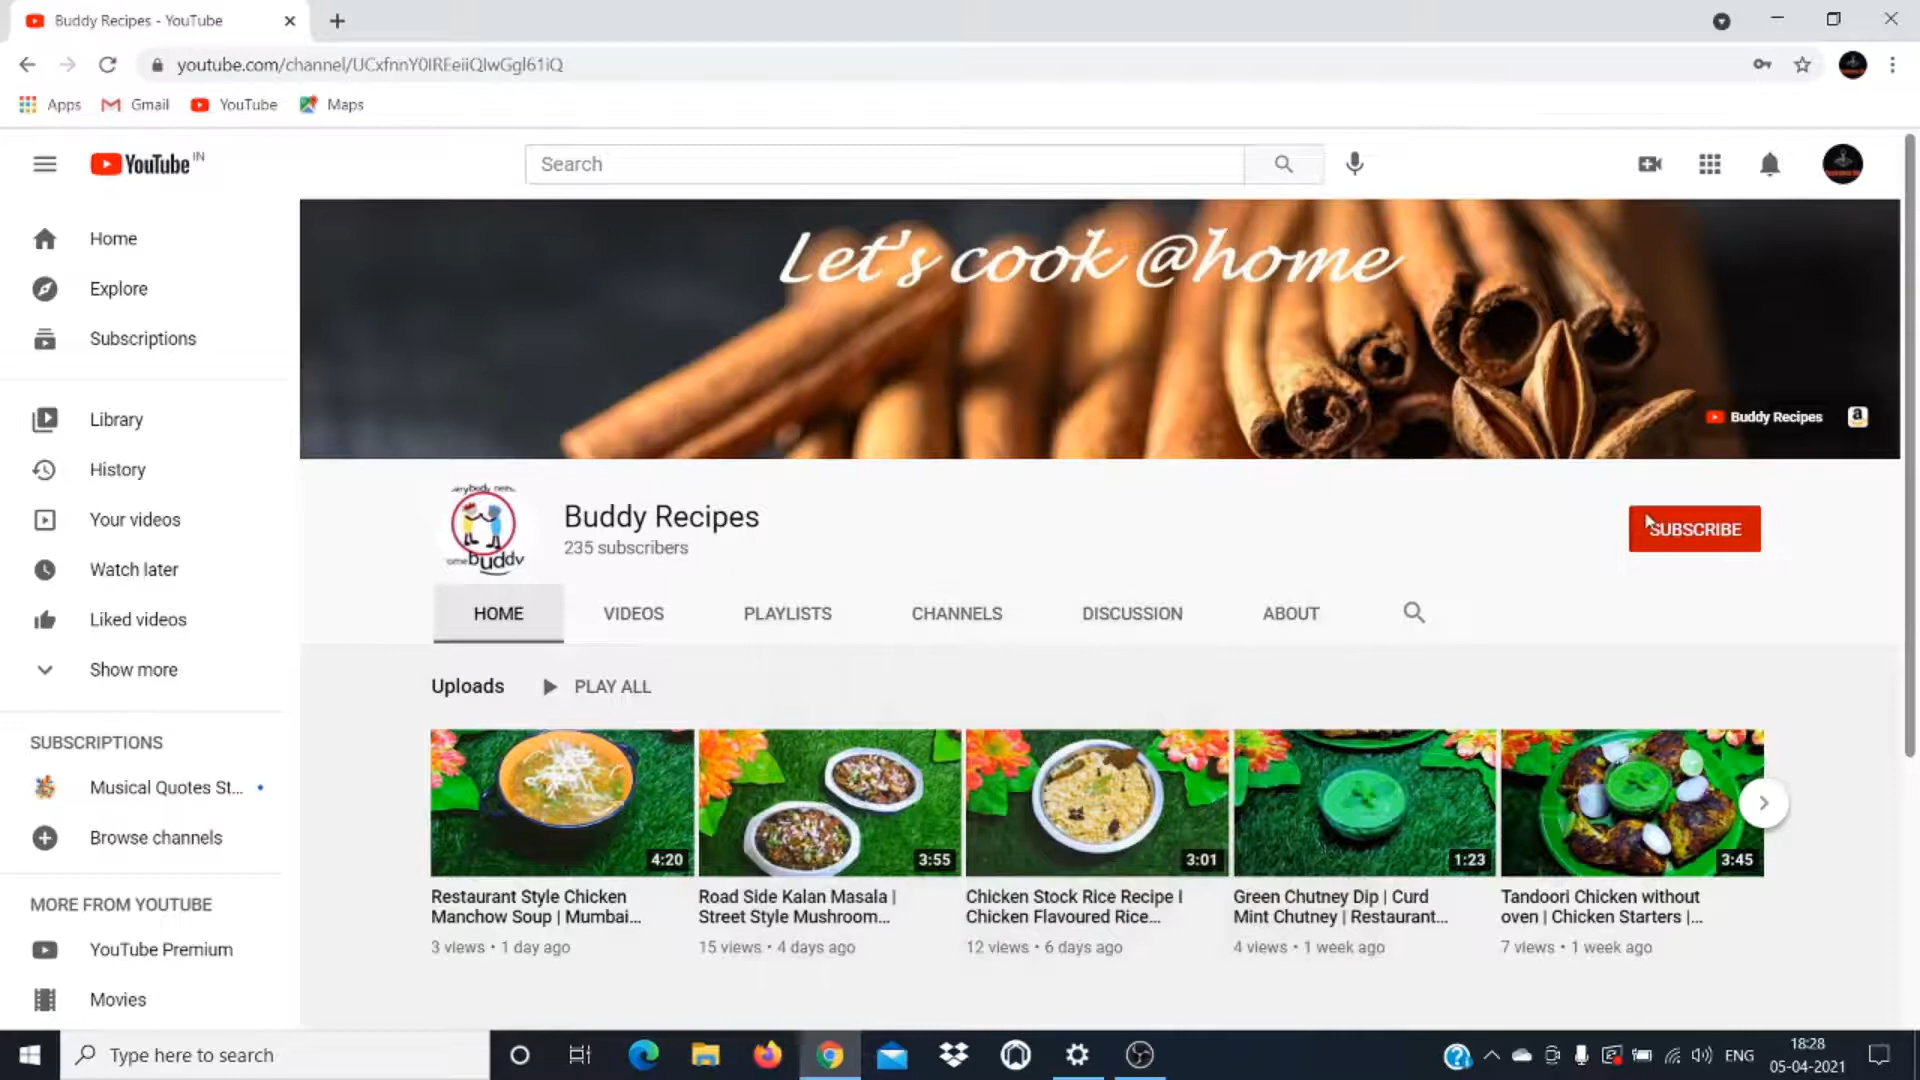 Buddy Recipes - YouTube
youtube.com/channel/UCxfnnY0IREeiiQIwGgl61iQ
Apps Gmail YouTube Maps
YouTube IN
Search
Home
Explore
Subscriptions
Library
History
Your videos
Watch later
Liked videos
Show more
SUBSCRIPTIONS
Musical Quotes St...
Browse channels
MORE FROM YOUTUBE
YouTube Premium
Movies
Let's cook @home
Buddy Recipes
buddy
Buddy Recipes
235 subscribers
SUBSCRIBE
HOME VIDEOS PLAYLISTS CHANNELS DISCUSSION ABOUT
Uploads PLAY ALL
4:20
Restaurant Style Chicken
Manchow Soup | Mumbai...
3 views • 1 day ago
3:55
Road Side Kalan Masala |
Street Style Mushroom...
15 views • 4 days ago
3:01
Chicken Stock Rice Recipe I
Chicken Flavoured Rice...
12 views • 6 days ago
1:23
Green Chutney Dip | Curd
Mint Chutney | Restaurant...
4 views • 1 week ago
3:45
Tandoori Chicken without
oven | Chicken Starters |...
7 views • 1 week ago
Type here to search
ENG
18:28
05-04-2021